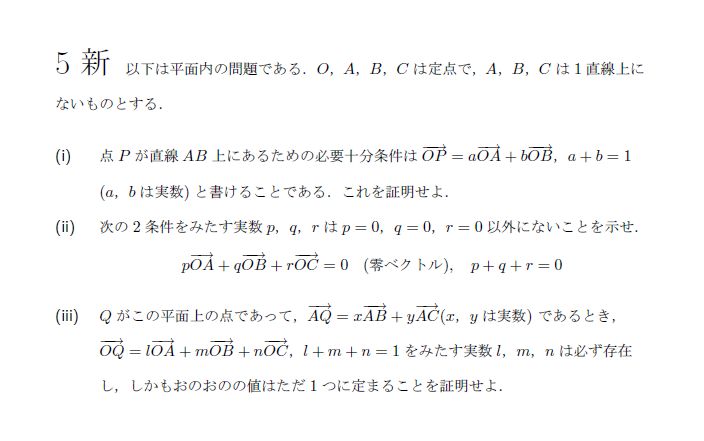 5 新 以下は平面内の問題である．O，A，B，C は定点で，A，B，C は 1 直線上に
ないものとする．
(i) 点 P が直線 AB 上にあるための必要十分条件は $\overrightarrow{OP} = a\overrightarrow{OA} + b\overrightarrow{OB}$，a + b = 1
(a，b は実数) と書けることである．これを証明せよ．
(ii) 次の 2 条件をみたす実数 p，q，r は p = 0，q = 0，r = 0 以外にないことを示せ．
$p\overrightarrow{OA} + q\overrightarrow{OB} + r\overrightarrow{OC} = 0$ (零ベクトル)，p + q + r = 0
(iii) Q がこの平面上の点であって，$\overrightarrow{AQ} = x\overrightarrow{AB} + y\overrightarrow{AC}$(x，y は実数) であるとき，
$\overrightarrow{OQ} = l\overrightarrow{OA} + m\overrightarrow{OB} + n\overrightarrow{OC}$，l + m + n = 1 をみたす実数 l，m，n は必ず存在
し，しかもおのおのの値はただ 1 つに定まることを証明せよ．